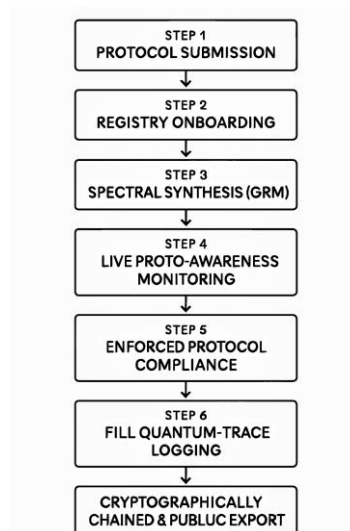 STEP 1
PROTOCOL SUBMISSION
STEP 2
REGISTRY ONBOARDING
STEP 3
SPECTRAL SYNTHESIS (GRM)
STEP 4
LIVE PROTO-AWARENESS
MONITORING
STEP 5
ENFORCED PROTOCOL
COMPLIANCE
STEP 6
FILL QUANTUM-TRACE
LOGGING
CRYPTOGRAPHICALLY
CHAINED & PUBLUC EXPORT